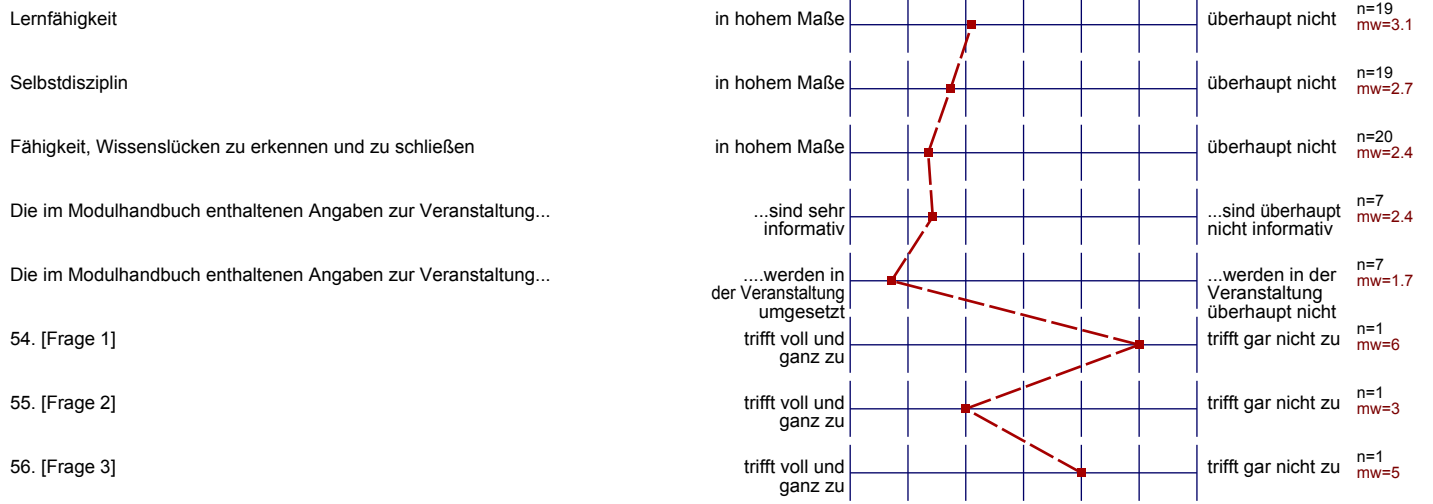 Lernfähigkeit in hohem Maße überhaupt nicht n=19
mw=3.1
Selbstdisziplin in hohem Maße überhaupt nicht n=19
mw=2.7
Fähigkeit, Wissenslücken zu erkennen und zu schließen in hohem Maße überhaupt nicht n=20
mw=2.4
Die im Modulhandbuch enthaltenen Angaben zur Veranstaltung... ...sind sehr ...sind überhaupt n=7
informativ nicht informativ mw=2.4
Die im Modulhandbuch enthaltenen Angaben zur Veranstaltung... ....werden in ...werden in der n=7
der Veranstaltung Veranstaltung mw=1.7
umgesetzt überhaupt nicht
54. [Frage 1] trifft voll und trifft gar nicht zu n=1
ganz zu mw=6
55. [Frage 2] trifft voll und trifft gar nicht zu n=1
ganz zu mw=3
56. [Frage 3] trifft voll und trifft gar nicht zu n=1
ganz zu mw=5